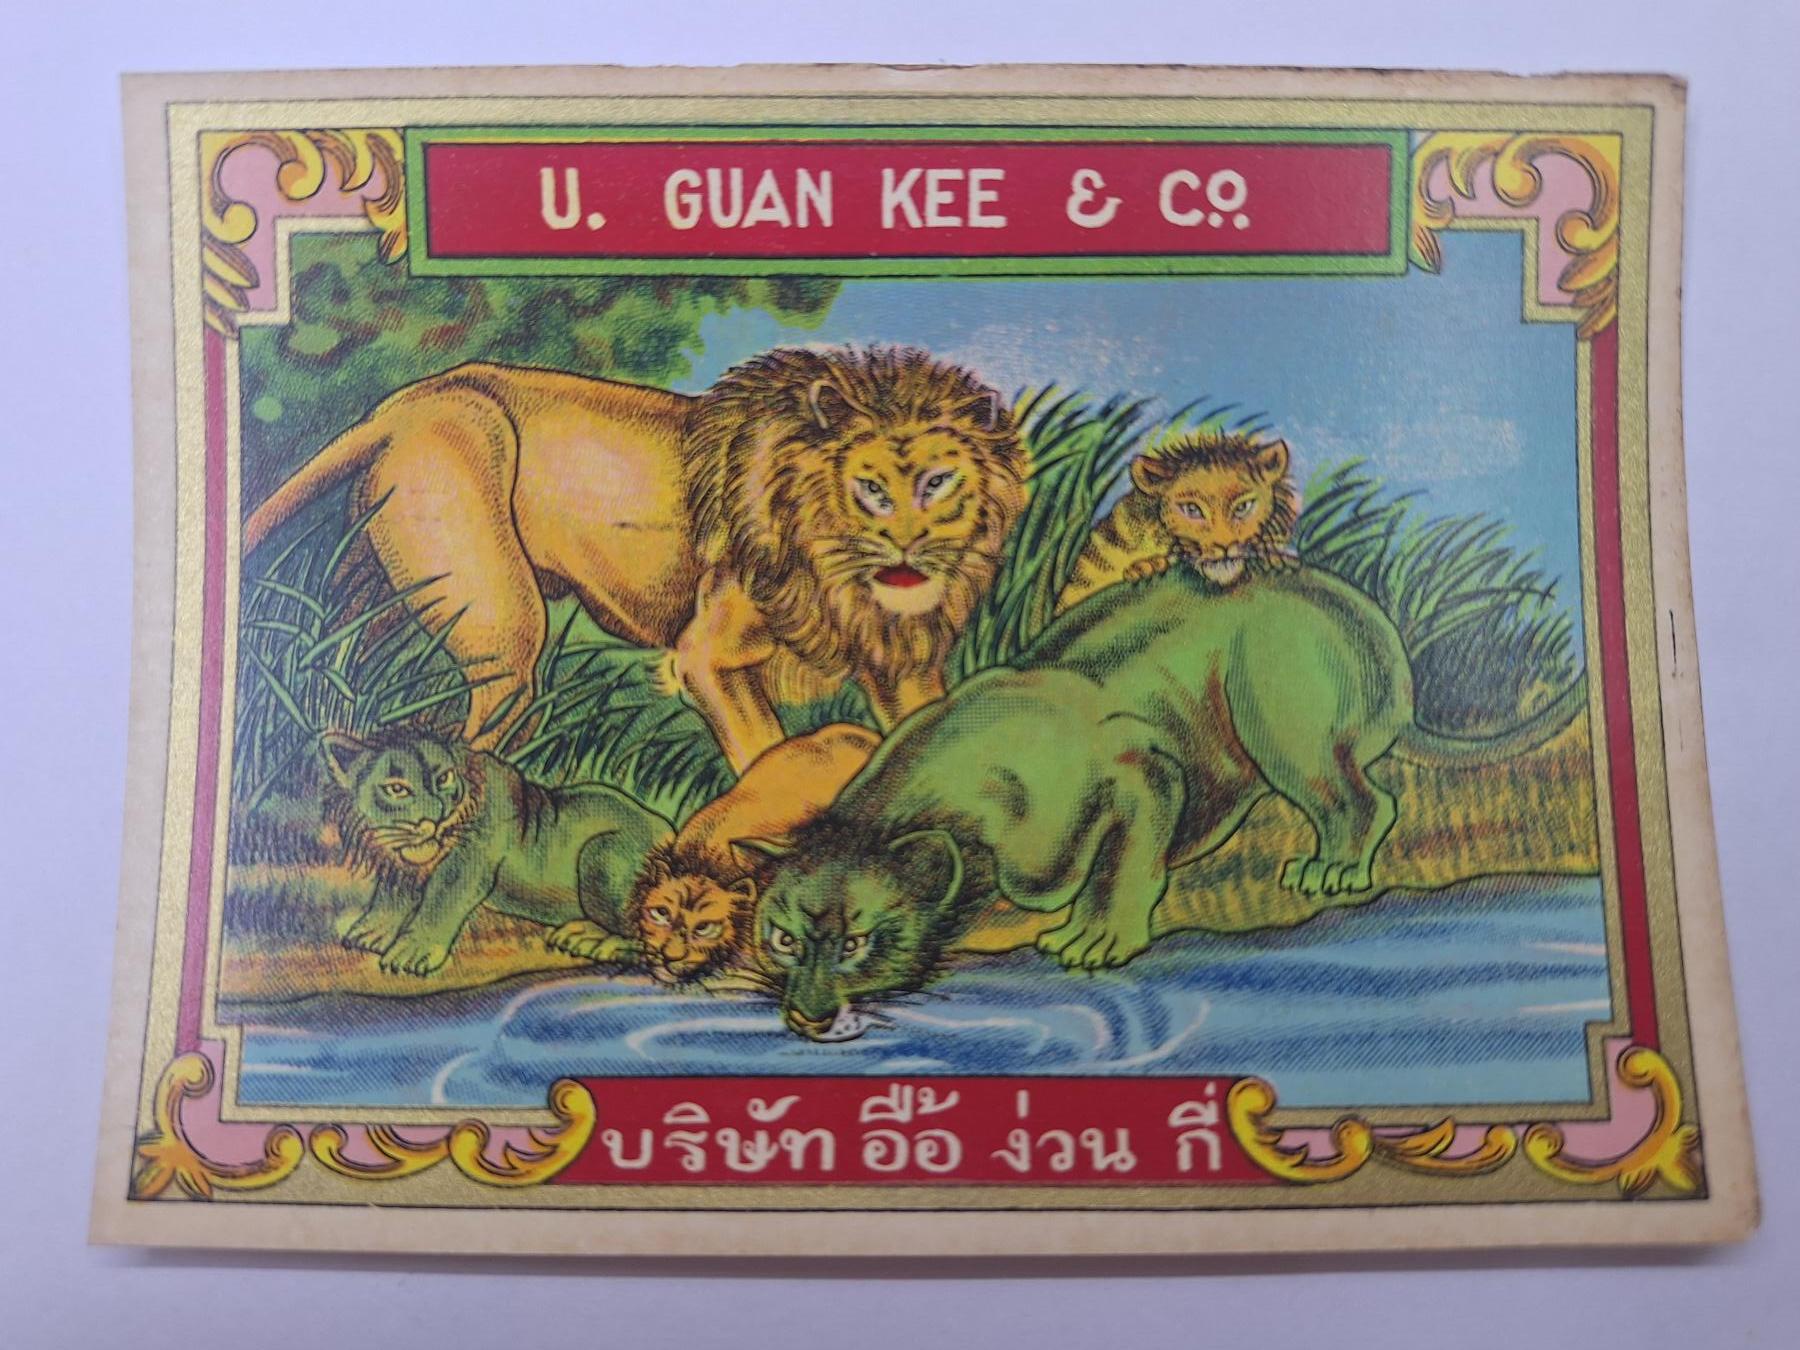 U. GUAN KEE & Co.
บริษัท อื้อ ง่วน กี่